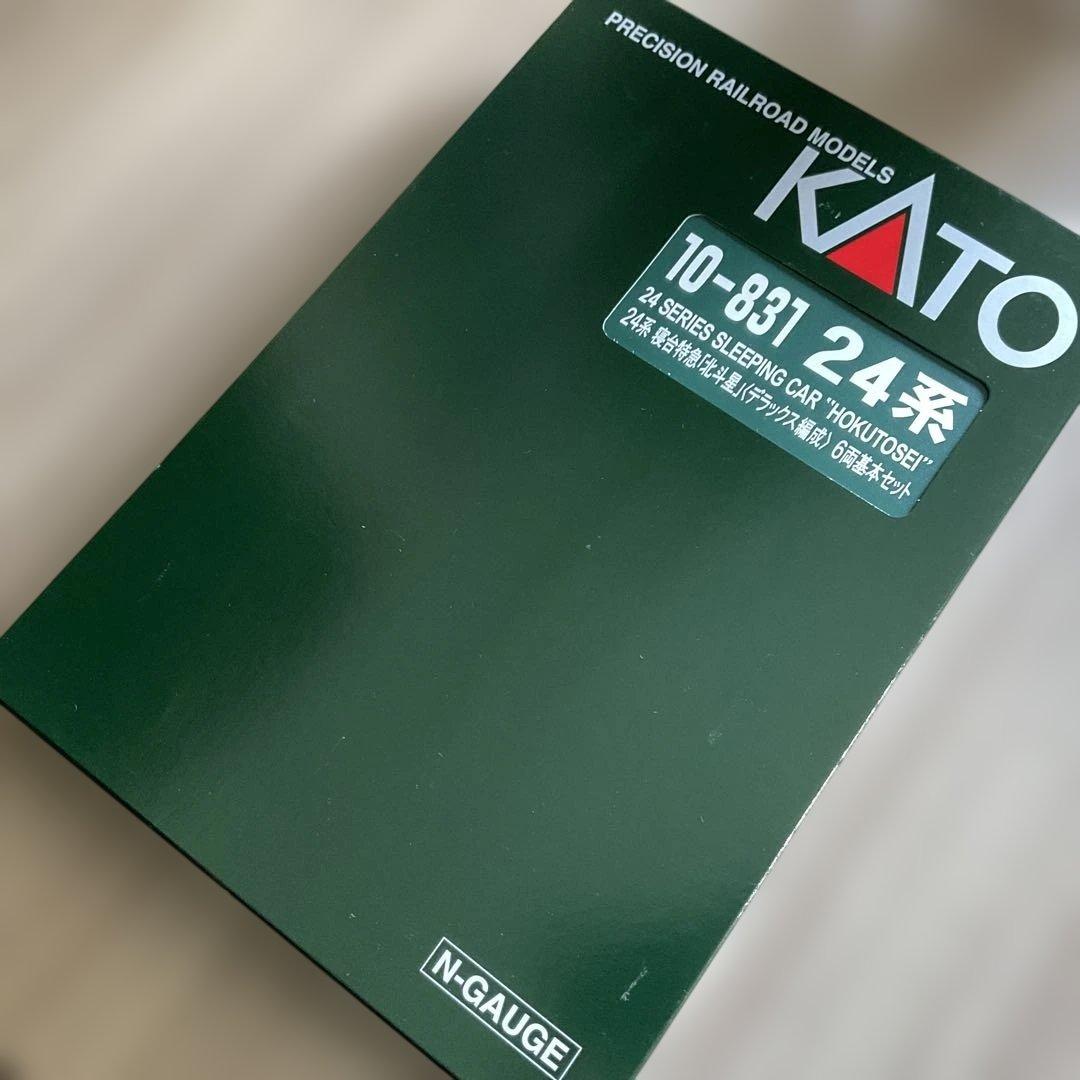 PRECISION RAILROAD MODELS
KATO
10-831 24系
24 SERIES SLEEPING CAR "HOKUTOSEI"
24系 寝台特急「北斗星」〈デラックス編成〉 6両基本セット
N-GAUGE